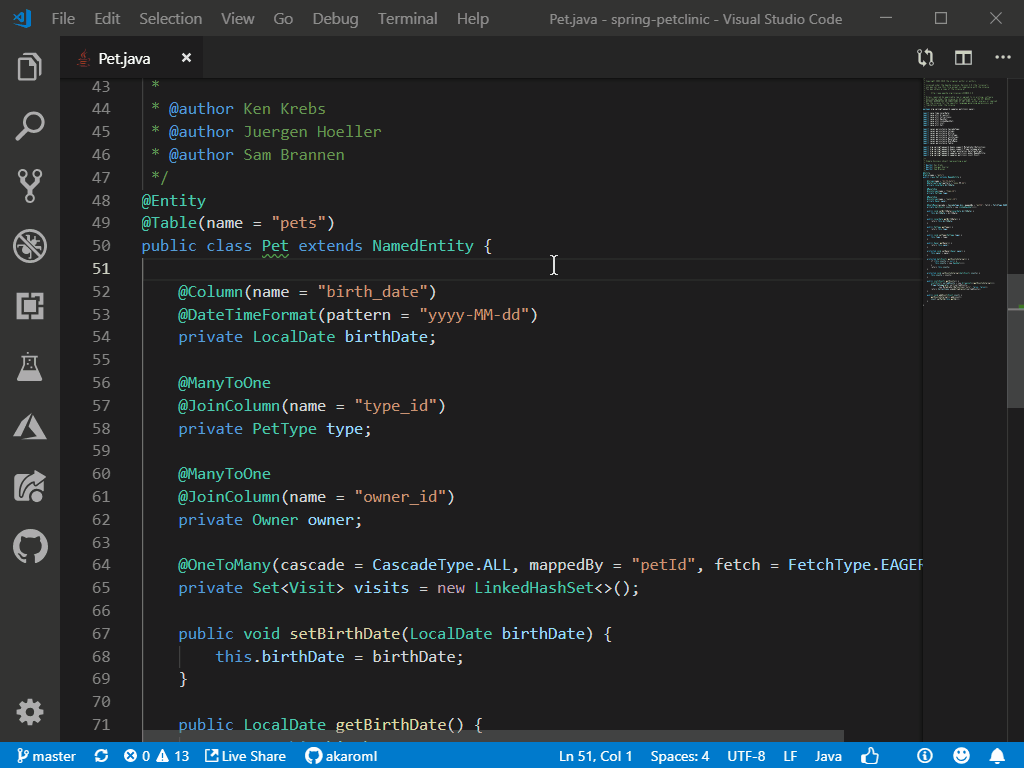 File Edit Selection View Go Debug Terminal Help Pet.java - spring-petclinic - Visual Studio Code
Pet.java
43 *
44 * @author Ken Krebs
45 * @author Juergen Hoeller
46 * @author Sam Brannen
47 */
48 @Entity
49 @Table(name = "pets")
50 public class Pet extends NamedEntity {
51
52 @Column(name = "birth_date")
53 @DateTimeFormat(pattern = "yyyy-MM-dd")
54 private LocalDate birthDate;
55
56 @ManyToOne
57 @JoinColumn(name = "type_id")
58 private PetType type;
59
60 @ManyToOne
61 @JoinColumn(name = "owner_id")
62 private Owner owner;
63
64 @OneToMany(cascade = CascadeType.ALL, mappedBy = "petId", fetch = FetchType.EAGER
65 private Set<Visit> visits = new LinkedHashSet<>();
66
67 public void setBirthDate(LocalDate birthDate) {
68 this.birthDate = birthDate;
69 }
70
71 public LocalDate getBirthDate() {
master 0 13 Live Share akaroml Ln 51, Col 1 Spaces: 4 UTF-8 LF Java